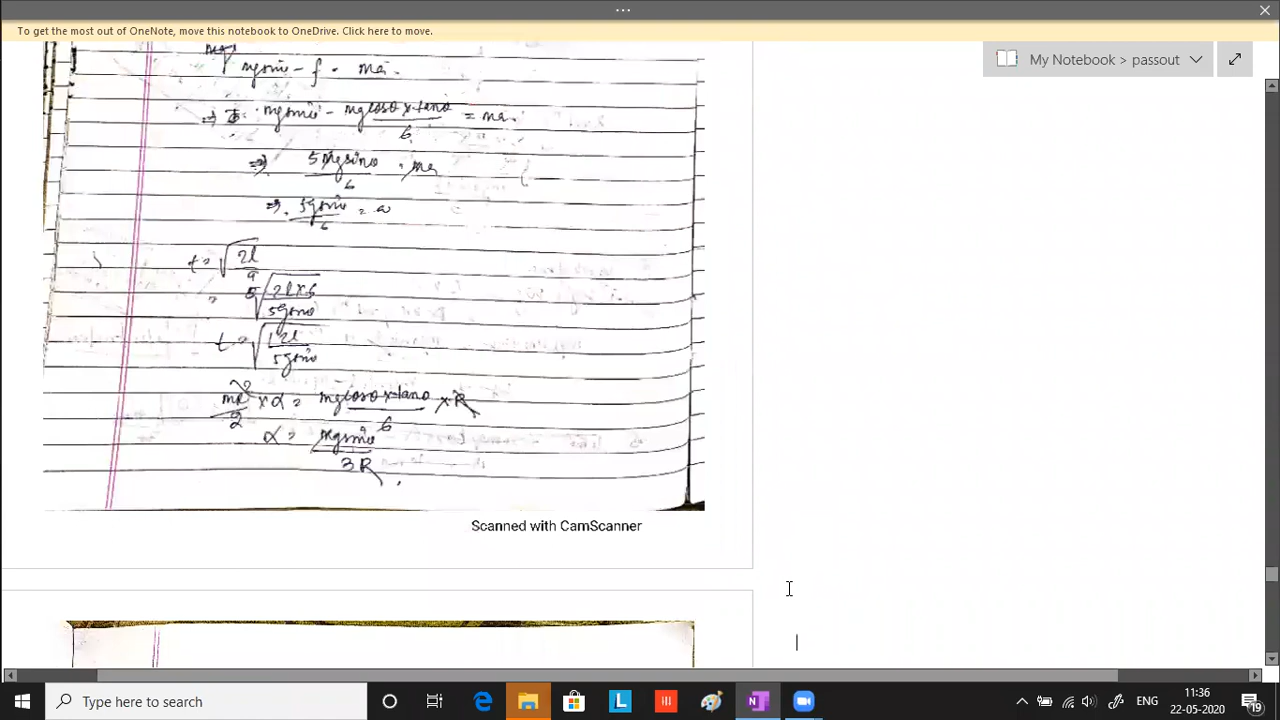 To get the most out of OneNote, move this notebook to OneDrive. Click here to move.
My Notebook > passout
mg sinθ - f = ma.
⇒ mg sinθ - mg cosθ x tanθ / 6 = ma.
⇒ 5mg sinθ / 6 = ma
⇒ 5g sinθ / 6 = a
t = √(2l / a)
= √(2l x 6 / 5g sinθ)
t = √(12l / 5g sinθ)
mR² / 2 x α = mg cosθ x tanθ / 6 x R
α = g sinθ / 3R
Scanned with CamScanner
Type here to search
ENG
11:36
22-05-2020
19